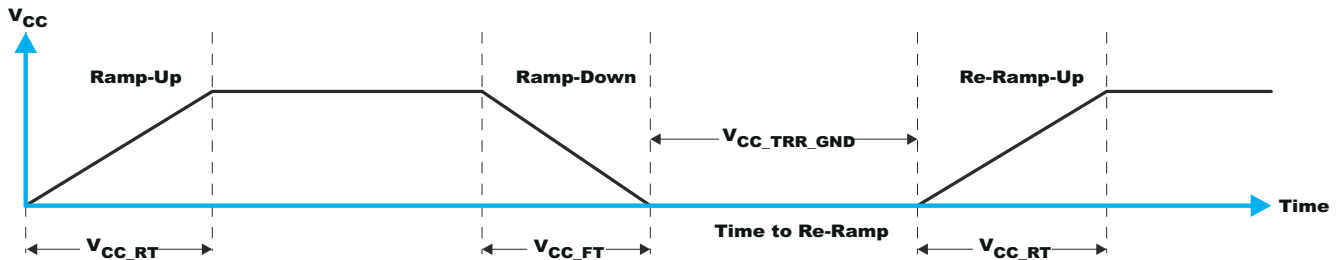 VCC
Ramp-Up
Ramp-Down
Re-Ramp-Up
VCC_TRR_GND
Time
Time to Re-Ramp
VCC_RT
VCC_FT
VCC_RT